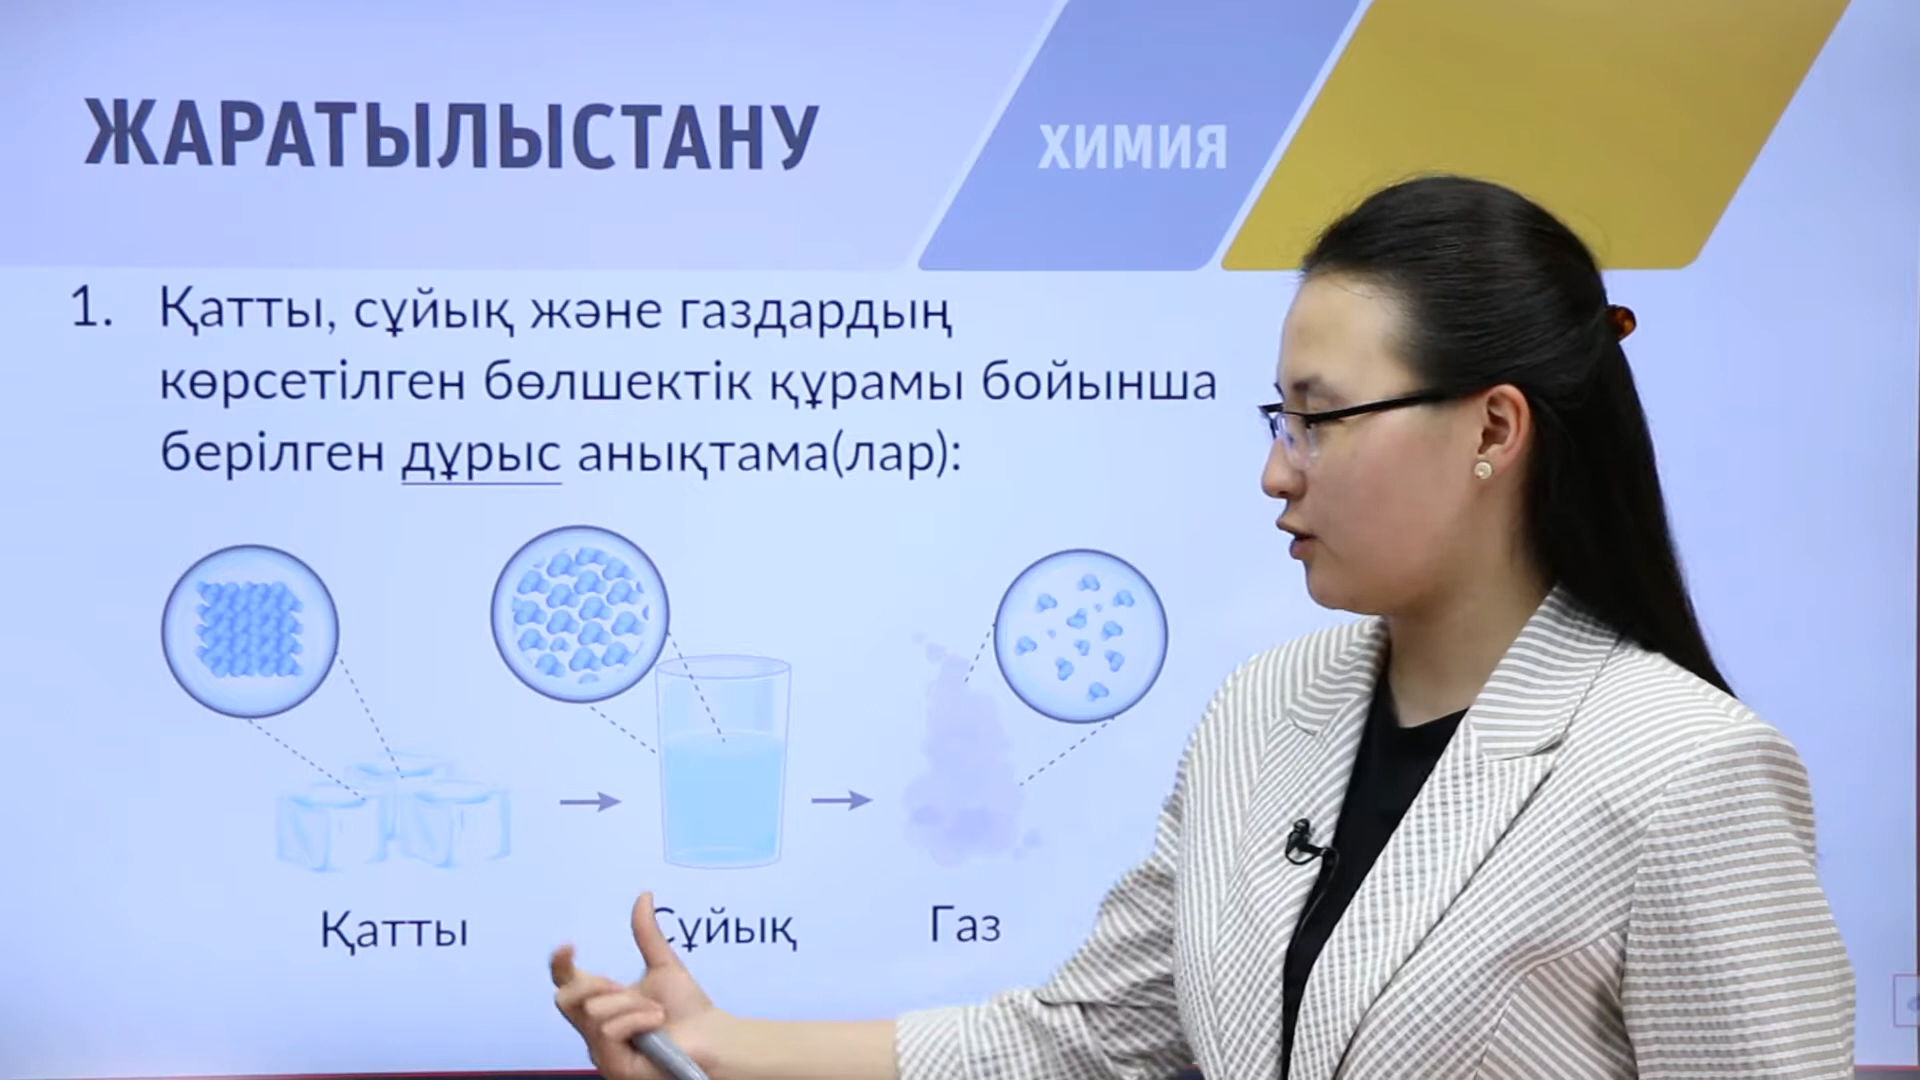 ЖАРАТЫЛЫСТАНУ
ХИМИЯ
1. Қатты, сұйық және газдардың
көрсетілген бөлшектік құрамы бойынша
берілген дұрыс анықтама(лар):
Қатты
Сұйық
Газ